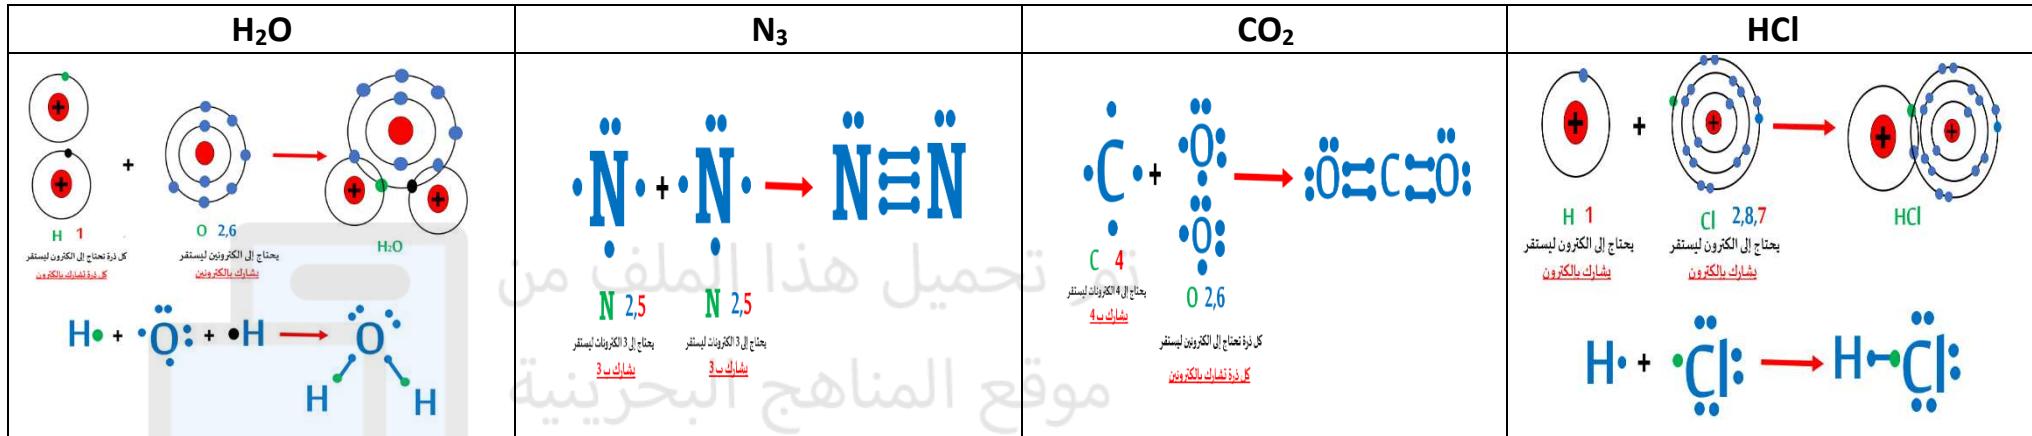 H₂O
N₃
CO₂
HCl
+
+
+
H 1
كل ذرة تحتاج إلى الكترون ليستقر
كل ذرة تشارك بالكترون
O 2,6
يحتاج إلى الكترونين ليستقر
يشارك بالكترونين
H₂O
H + O + H
O
H H
N + N N N
N 2,5
يحتاج إلى 3 الكترونات ليستقر
يشارك ب 3
N 2,5
يحتاج إلى 3 الكترونات ليستقر
يشارك ب 3
C + O O C O
O
C 4
يحتاج إلى 4 الكترونات ليستقر
يشارك ب 4
O 2,6
كل ذرة تحتاج إلى الكترونين ليستقر
كل ذرة تشارك بالكترونين
+ + + + +
H 1
يحتاج إلى الكترون ليستقر
يشارك بالكترون
Cl 2,8,7
يحتاج إلى الكترون ليستقر
يشارك بالكترون
HCl
H + Cl H Cl
تحميل هذا الملف من
موقع المناهج البحرينية